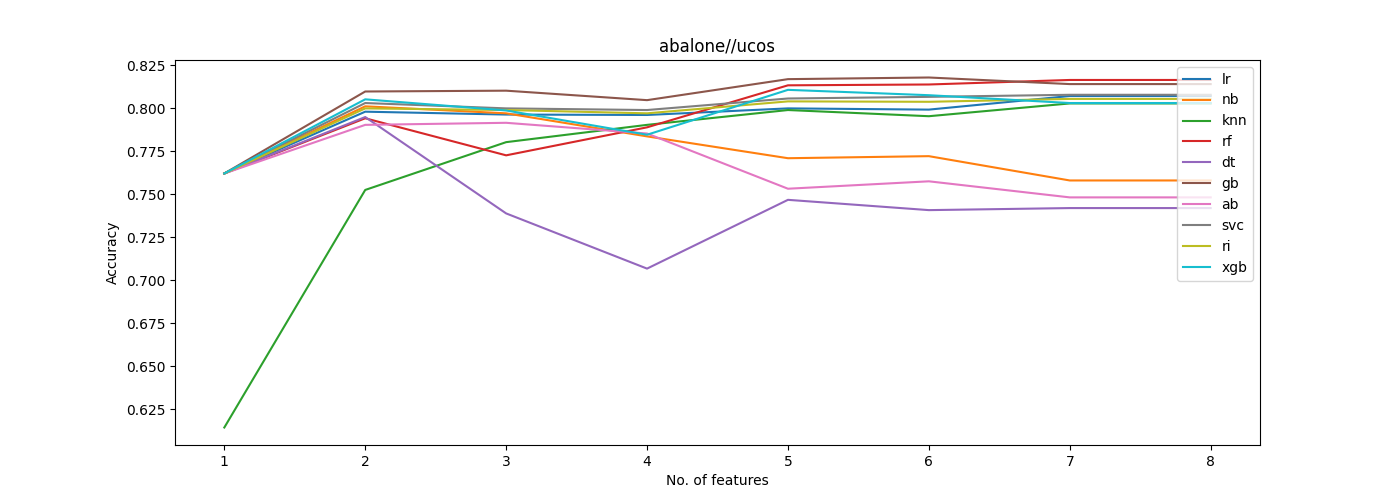 abalone//ucos
0.825
0.800
0.775
0.750
0.725
0.700
0.675
0.650
0.625
Accuracy
1 2 3 4 5 6 7 8
No. of features
lr
nb
knn
rf
dt
gb
ab
svc
ri
xgb